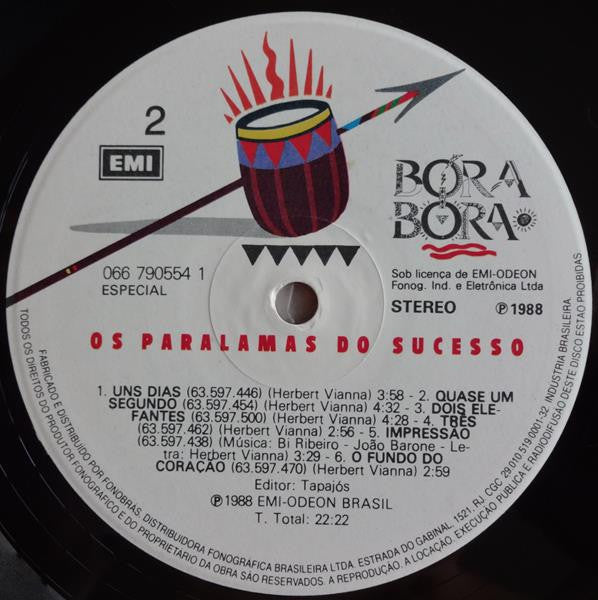 2
EMI
BORA
BORA
066 790554 1
ESPECIAL
Sob licença de EMI-ODEON
Fonog. Ind. e Eletrônica Ltda
STEREO ℗ 1988
OS PARALAMAS DO SUCESSO
1. UNS DIAS (63.597.446) (Herbert Vianna) 3:58 - 2. QUASE UM
SEGUNDO (63.597.454) (Herbert Vianna) 4:32 - 3. DOIS ELE-
FANTES (63.597.500) (Herbert Vianna) 4:28 - 4. TRÊS
(63.597.462) (Herbert Vianna) 2:56 - 5. IMPRESSÃO
(63.597.438) (Música: Bi Ribeiro - João Barone - Le-
tra: Herbert Vianna) 3:29 - 6. O FUNDO DO
CORAÇÃO (63.597.470) (Herbert Vianna) 2:59
Editor: Tapajós
℗ 1988 EMI-ODEON BRASIL
T. Total: 22:22
FABRICADO E DISTRIBUIDO POR FONOBRAS. DISTRIBUIDORA FONOGRÁFICA BRASILEIRA LTDA. ESTRADA DO GABINAL, 1521, RJ. CGC 29.010.519/0001-32. INDUSTRIA BRASILEIRA.
TODOS OS DIREITOS DO PRODUTOR FONOGRÁFICO E DO PROPRIETARIO DA OBRA SÃO RESERVADOS. A REPRODUÇÃO, A LOCAÇÃO, EXECUÇÃO PUBLICA E RADIODIFUSÃO DESTE DISCO ESTÃO PROIBIDAS